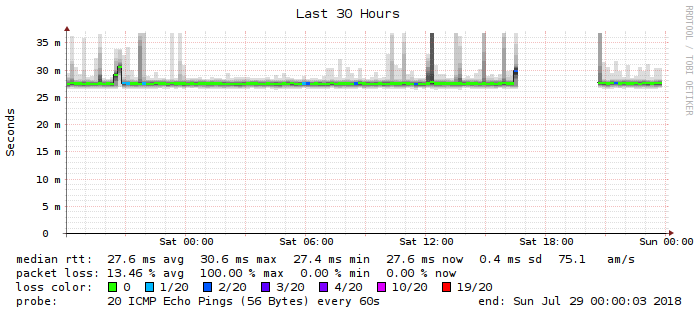 Last 30 Hours
RRDTOOL / TOBI OETIKER
Seconds
35 m
30 m
25 m
20 m
15 m
10 m
5 m
0
Sat 00:00 Sat 06:00 Sat 12:00 Sat 18:00 Sun 00:00
median rtt: 27.6 ms avg 30.6 ms max 27.4 ms min 27.6 ms now 0.4 ms sd 75.1 am/s
packet loss: 13.46 % avg 100.00 % max 0.00 % min 0.00 % now
loss color: 0 1/20 2/20 3/20 4/20 10/20 19/20
probe: 20 ICMP Echo Pings (56 Bytes) every 60s end: Sun Jul 29 00:00:03 2018